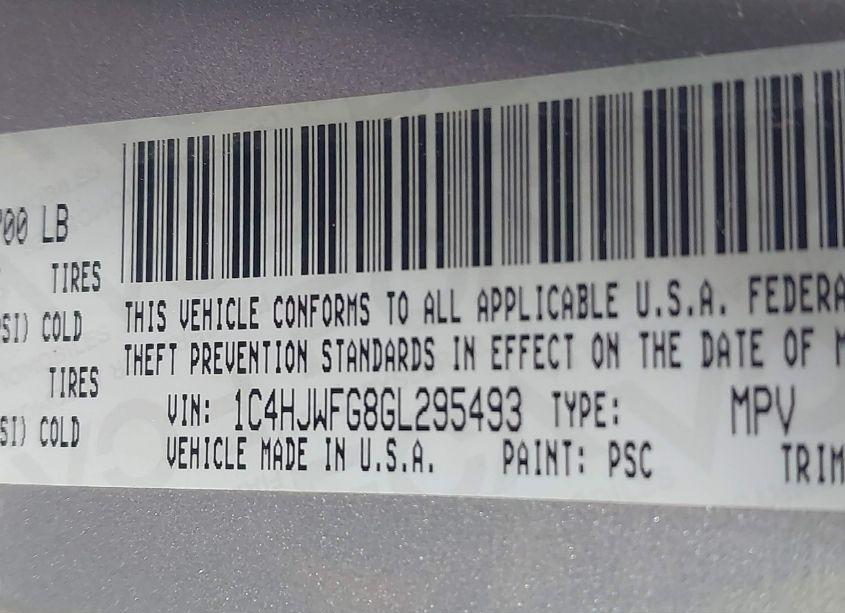 00 LB
TIRES
SI) COLD
TIRES
SI) COLD
THIS VEHICLE CONFORMS TO ALL APPLICABLE U.S.A. FEDERA
THEFT PREVENTION STANDARDS IN EFFECT ON THE DATE OF M
VIN: 1C4HJWFG8GL295493 TYPE: MPV
VEHICLE MADE IN U.S.A. PAINT: PSC TRIM